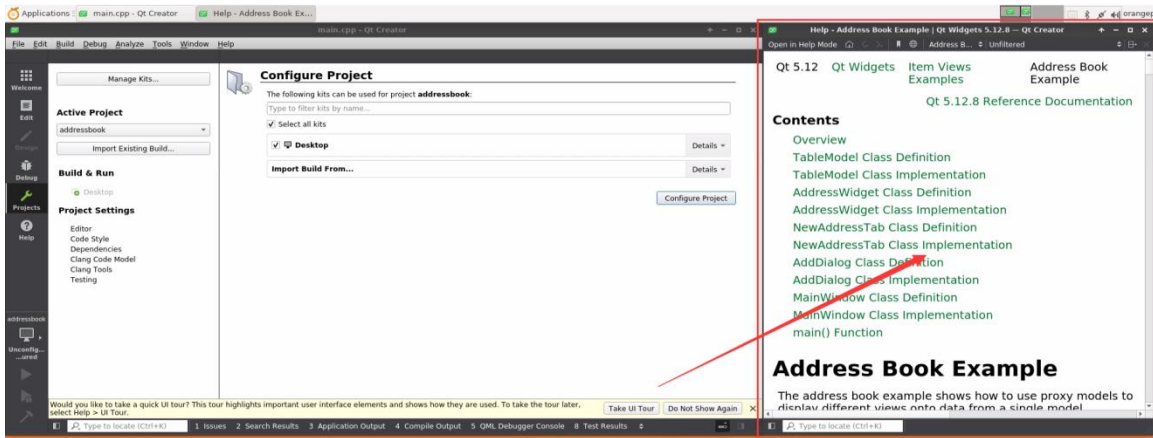 Applications
main.cpp - Qt Creator
Help - Address Book Ex...
orangep
main.cpp - Qt Creator
File Edit Build Debug Analyze Tools Window Help
Welcome
Edit
Design
Debug
Projects
Help
addressbook
Unconfig...
...ured
Manage Kits...
Active Project
addressbook
Import Existing Build...
Build & Run
Desktop
Project Settings
Editor
Code Style
Dependencies
Clang Code Model
Clang Tools
Testing
Configure Project
The following kits can be used for project addressbook:
Type to filter kits by name...
Select all kits
Desktop
Details
Import Build From...
Details
Configure Project
Would you like to take a quick UI tour? This tour highlights important user interface elements and shows how they are used. To take the tour later,
select Help > UI Tour.
Take UI Tour
Do Not Show Again
Type to locate (Ctrl+K)
1 Issues 2 Search Results 3 Application Output 4 Compile Output 5 QML Debugger Console 8 Test Results
Help - Address Book Example | Qt Widgets 5.12.8 — Qt Creator
Open in Help Mode
Address B...
Unfiltered
Qt 5.12 Qt Widgets Item Views Address Book
Examples Example
Qt 5.12.8 Reference Documentation
Contents
Overview
TableModel Class Definition
TableModel Class Implementation
AddressWidget Class Definition
AddressWidget Class Implementation
NewAddressTab Class Definition
NewAddressTab Class Implementation
AddDialog Class Definition
AddDialog Class Implementation
MainWindow Class Definition
MainWindow Class Implementation
main() Function
Address Book Example
The address book example shows how to use proxy models to
display different views onto data from a single model.
Type to locate (Ctrl+K)